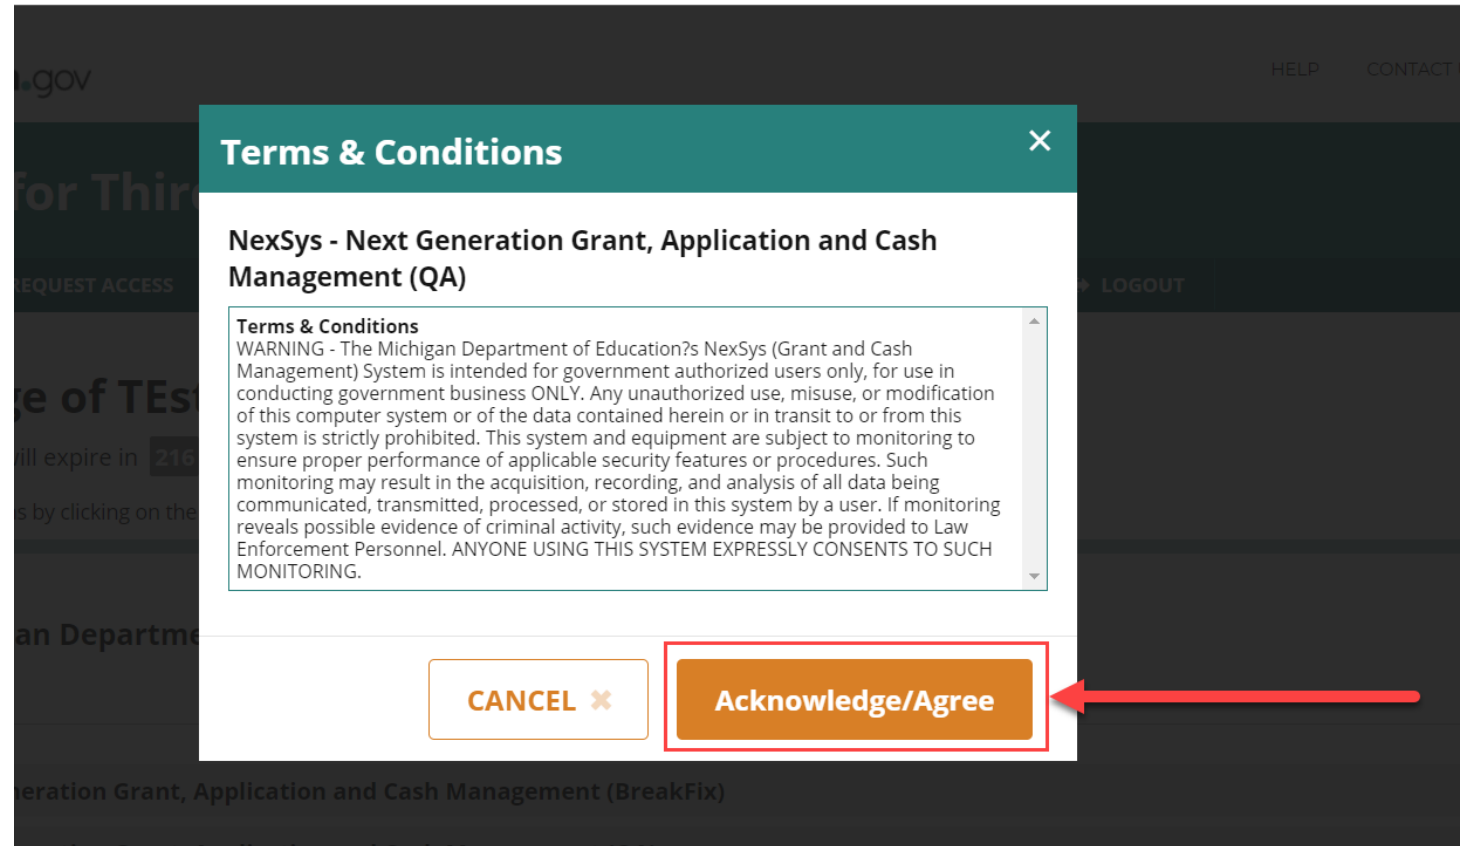 .gov
HELP CONTACT
Terms & Conditions
for Thir
NexSys - Next Generation Grant, Application and Cash
Management (QA)
REQUEST ACCESS
LOGOUT
Terms & Conditions
WARNING - The Michigan Department of Education?s NexSys (Grant and Cash
Management) System is intended for government authorized users only, for use in
conducting government business ONLY. Any unauthorized use, misuse, or modification
of this computer system or of the data contained herein or in transit to or from this
system is strictly prohibited. This system and equipment are subject to monitoring to
ensure proper performance of applicable security features or procedures. Such
monitoring may result in the acquisition, recording, and analysis of all data being
communicated, transmitted, processed, or stored in this system by a user. If monitoring
reveals possible evidence of criminal activity, such evidence may be provided to Law
Enforcement Personnel. ANYONE USING THIS SYSTEM EXPRESSLY CONSENTS TO SUCH
MONITORING.
ge of TEst
will expire in 216
s by clicking on the
an Departme
CANCEL
Acknowledge/Agree
neration Grant, Application and Cash Management (BreakFix)